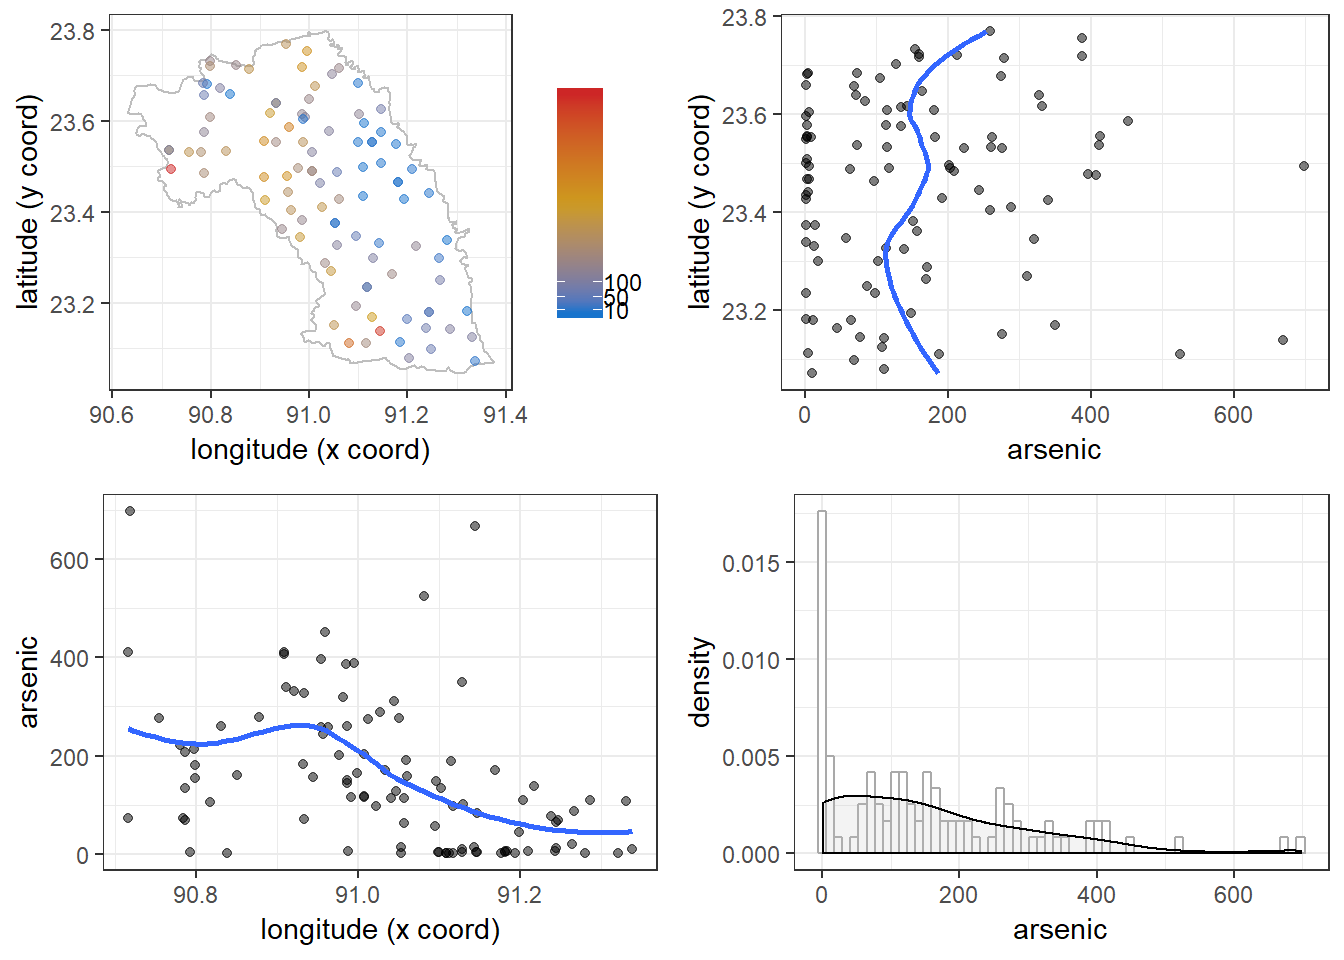 23.8
23.6
23.4
23.2
latitude (y coord)
90.6 90.8 91.0 91.2 91.4
longitude (x coord)
100
50
10
23.8
23.6
23.4
23.2
latitude (y coord)
0 200 400 600
arsenic
600
400
200
0
arsenic
90.8 91.0 91.2
longitude (x coord)
0.015
0.010
0.005
0.000
density
0 200 400 600
arsenic